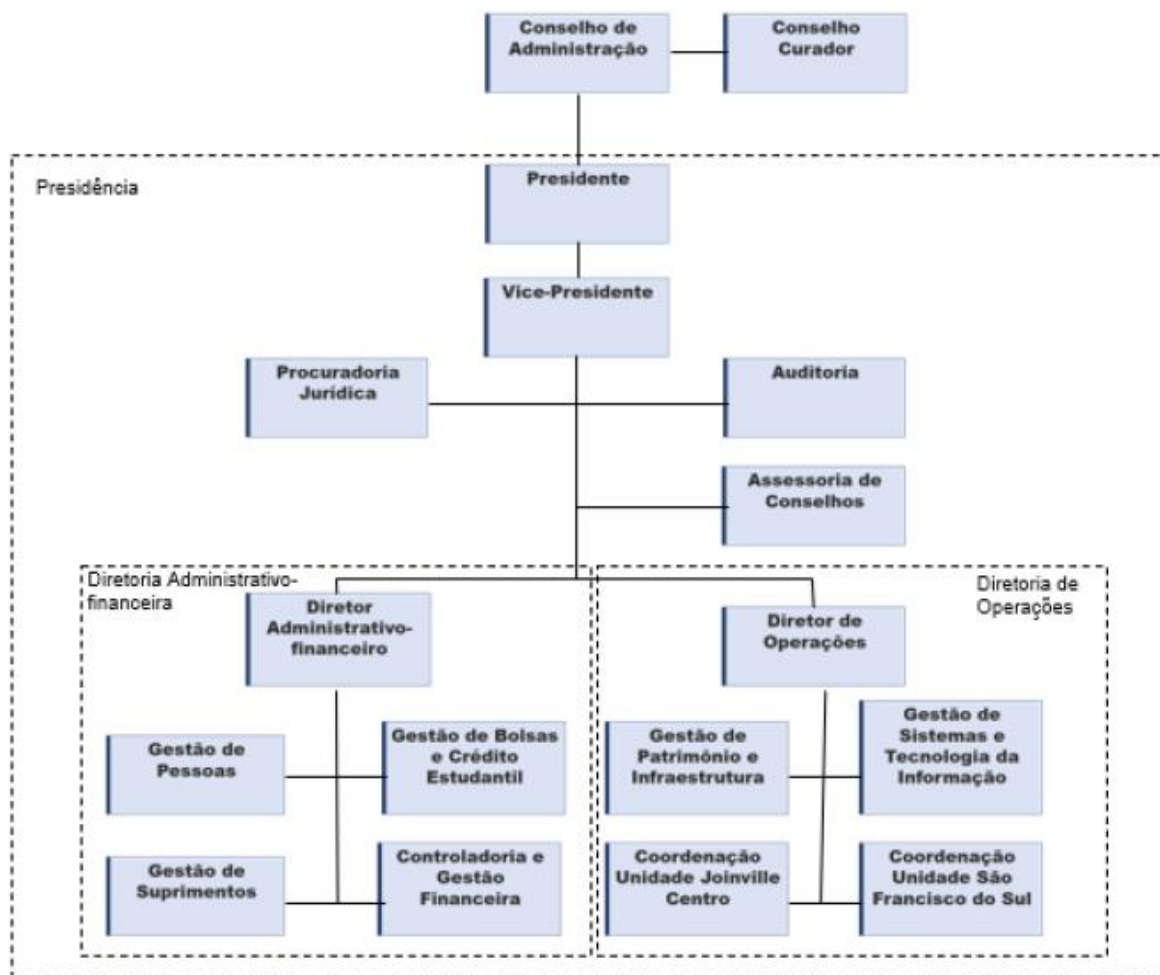 Conselho de
Administração
Conselho
Curador
Presidência
Presidente
Vice-Presidente
Procuradoria
Jurídica
Auditoria
Assessoria de
Conselhos
Diretoria Administrativo-
financeira
Diretor
Administrativo-
financeiro
Diretoria de
Operações
Diretor de
Operações
Gestão de
Pessoas
Gestão de Bolsas
e Crédito
Estudantil
Gestão de
Patrimônio e
Infraestrutura
Gestão de
Sistemas e
Tecnologia da
Informação
Gestão de
Suprimentos
Controladoria e
Gestão
Financeira
Coordenação
Unidade Joinville
Centro
Coordenação
Unidade São
Francisco do Sul